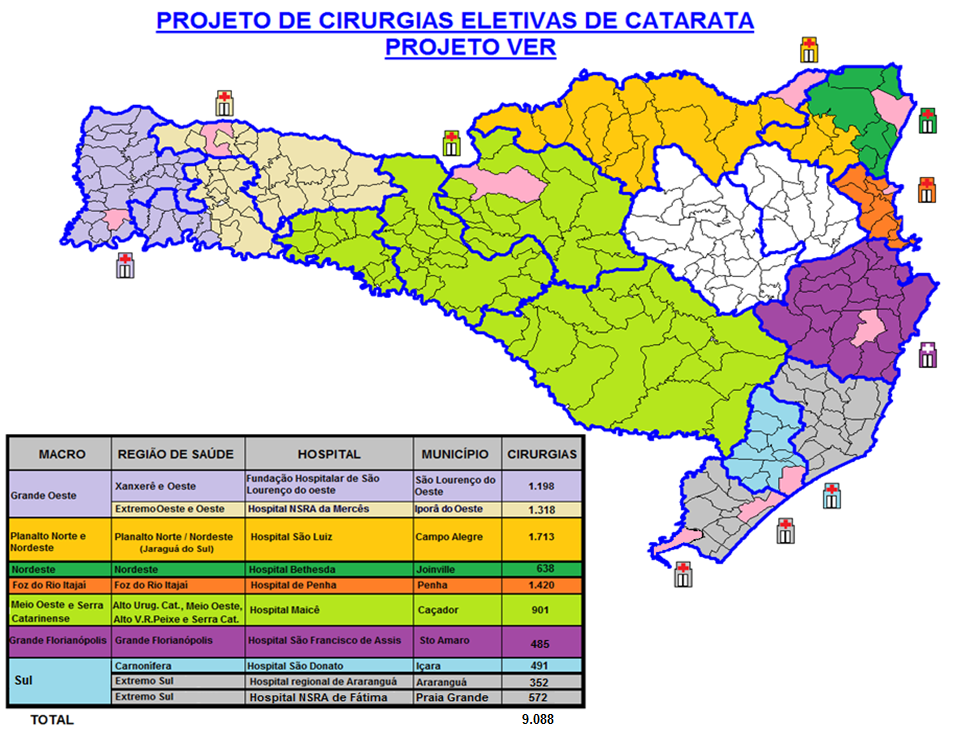 PROJETO DE CIRURGIAS ELETIVAS DE CATARATA
PROJETO VER
MACRO REGIÃO DE SAÚDE HOSPITAL MUNICÍPIO CIRURGIAS
Grande Oeste
Xanxerê e Oeste
Fundação Hospitalar de São
Lourenço do oeste
São Lourenço do
Oeste
1.198
Extremo Oeste e Oeste Hospital NSRA da Mercês Iporâ do Oeste 1.318
Planalto Norte e
Nordeste
Planalto Norte / Nordeste
(Jaraguá do Sul)
Hospital São Luiz
Campo Alegre
1.713
Nordeste Nordeste Hospital Bethesda Joinville 638
Foz do Rio Itajaí Foz do Rio Itajaí Hospital de Penha Penha 1.420
Meio Oeste e Serra
Catarinense
Alto Urug. Cat., Meio Oeste,
Alto V.R.Peixe e Serra Cat.
Hospital Maicê
Caçador
901
Grande Florianópolis Grande Florianópolis Hospital São Francisco de Assis Sto Amaro 485
Sul
Carnonífera Hospital São Donato Içara 491
Extremo Sul Hospital regional de Araranguá Araranguá 352
Extremo Sul Hospital NSRA de Fátima Praia Grande 572
TOTAL 9.088